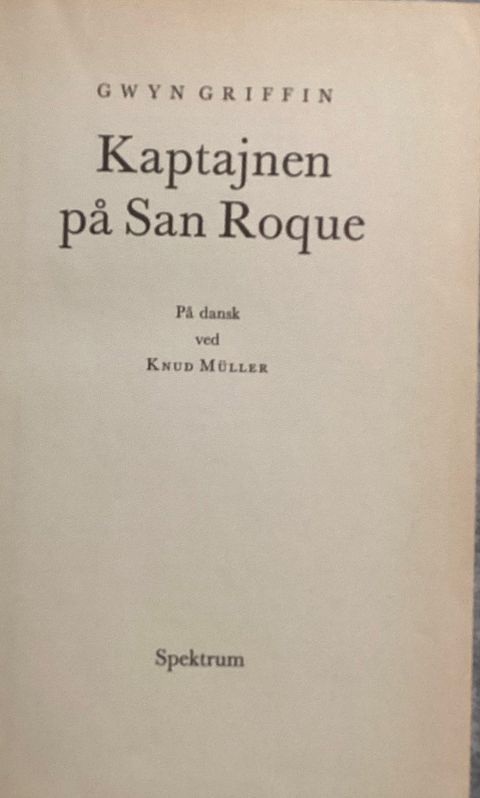 GWYN GRIFFIN
Kaptajnen
på San Roque
På dansk
ved
KNUD MÜLLER
Spektrum